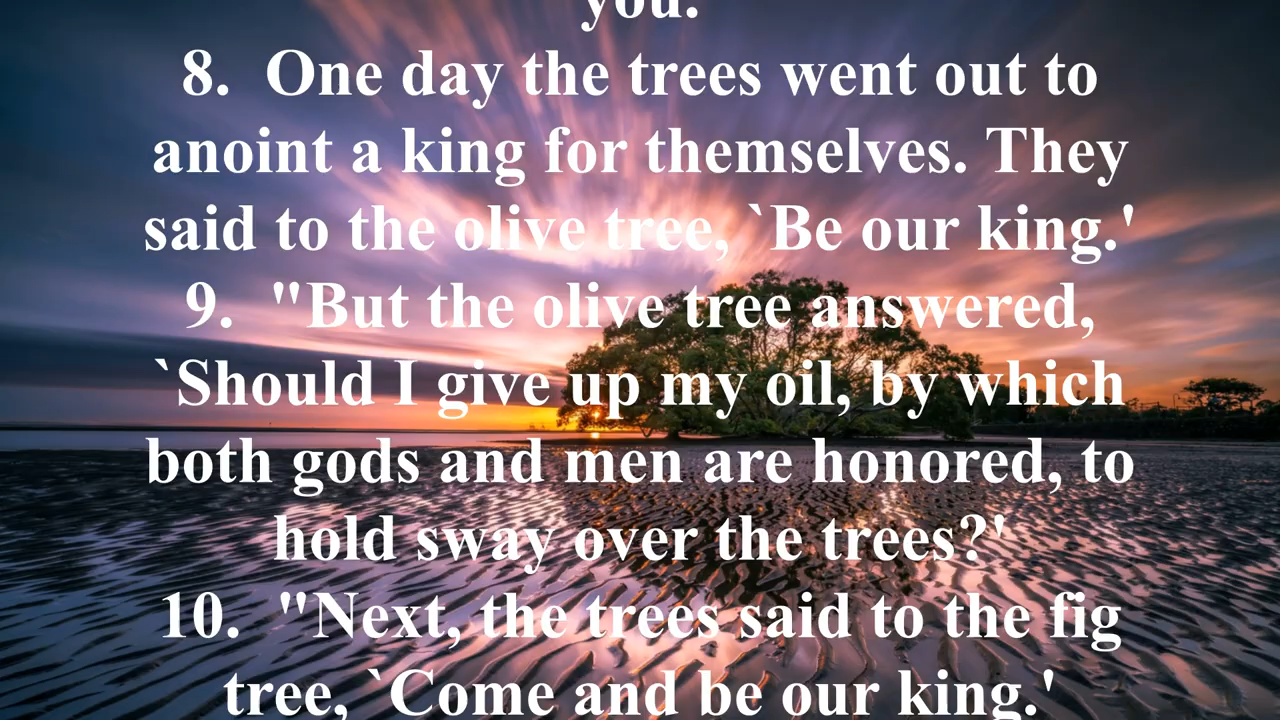 you.
8.  One day the trees went out to
anoint a king for themselves. They
said to the olive tree, `Be our king.'
9.  "But the olive tree answered,
`Should I give up my oil, by which
both gods and men are honored, to
hold sway over the trees?'
10.  "Next, the trees said to the fig
tree, `Come and be our king.'